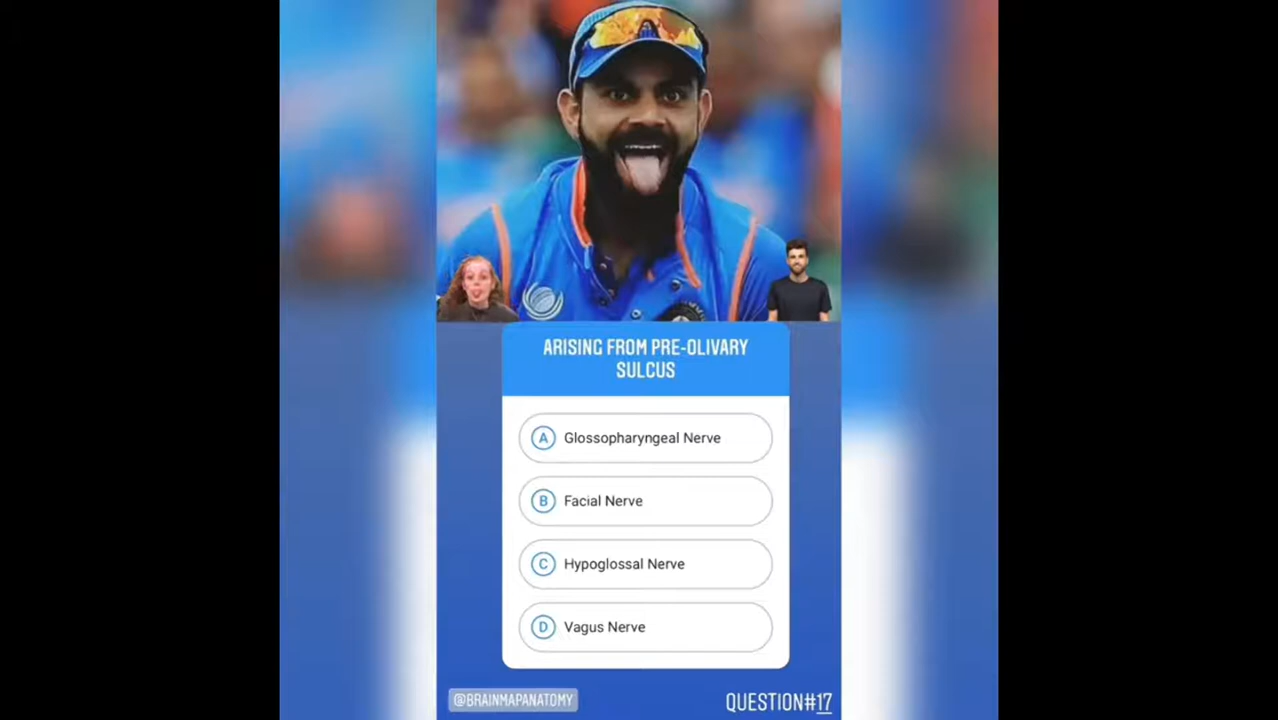 ARISING FROM PRE-OLIVARY
SULCUS
A Glossopharyngeal Nerve
B Facial Nerve
C Hypoglossal Nerve
D Vagus Nerve
@BRAINMAPANATOMY
QUESTION#17